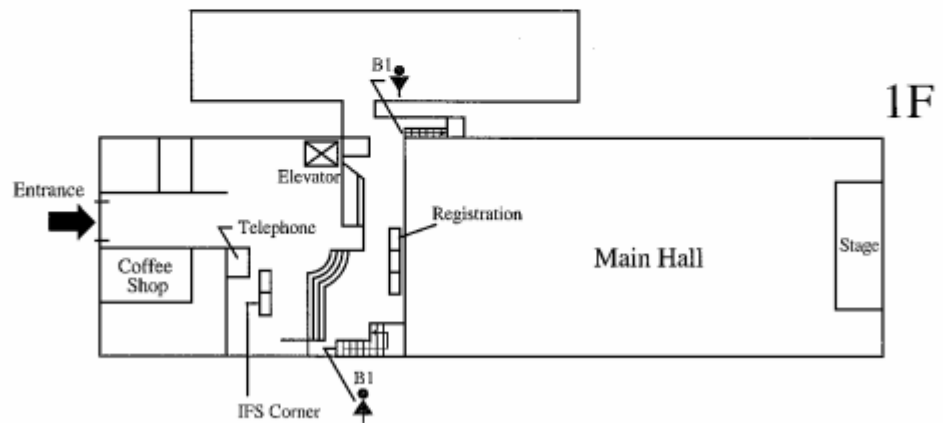 B1
1F
Elevator
Entrance
Telephone
Registration
Coffee
Shop
Main Hall
Stage
B1
IFS Corner